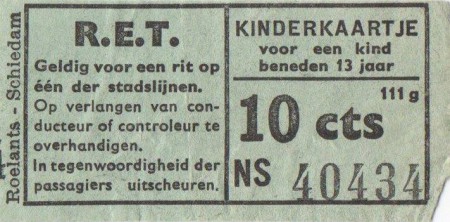 Roelants - Schiedam
R.E.T.
Geldig voor een rit op
één der stadslijnen.
Op verlangen van con-
ducteur of controleur te
overhandigen.
In tegenwoordigheid der
passagiers uitscheuren.
KINDERKAARTJE
voor een kind
beneden 13 jaar
111 g
10 cts
NS 40434